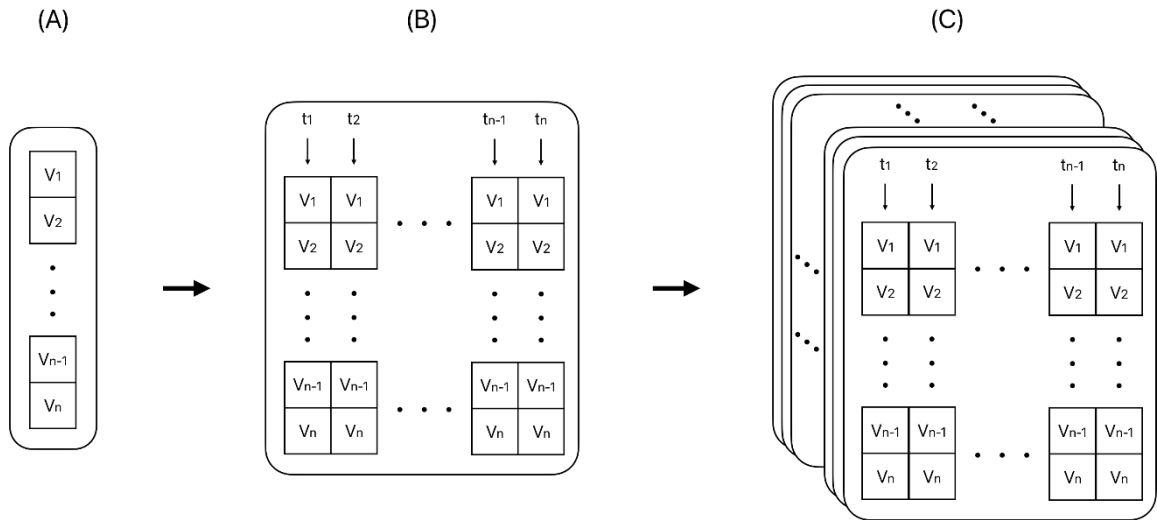 (A) (B) (C)
t1 t2 tn-1 tn
t1 t2 tn-1 tn
V1
V2
Vn-1
Vn
V1 V1 V1 V1
V2 V2 V2 V2
Vn-1 Vn-1 Vn-1 Vn-1
Vn Vn Vn Vn
V1 V1 V1 V1
V2 V2 V2 V2
Vn-1 Vn-1 Vn-1 Vn-1
Vn Vn Vn Vn